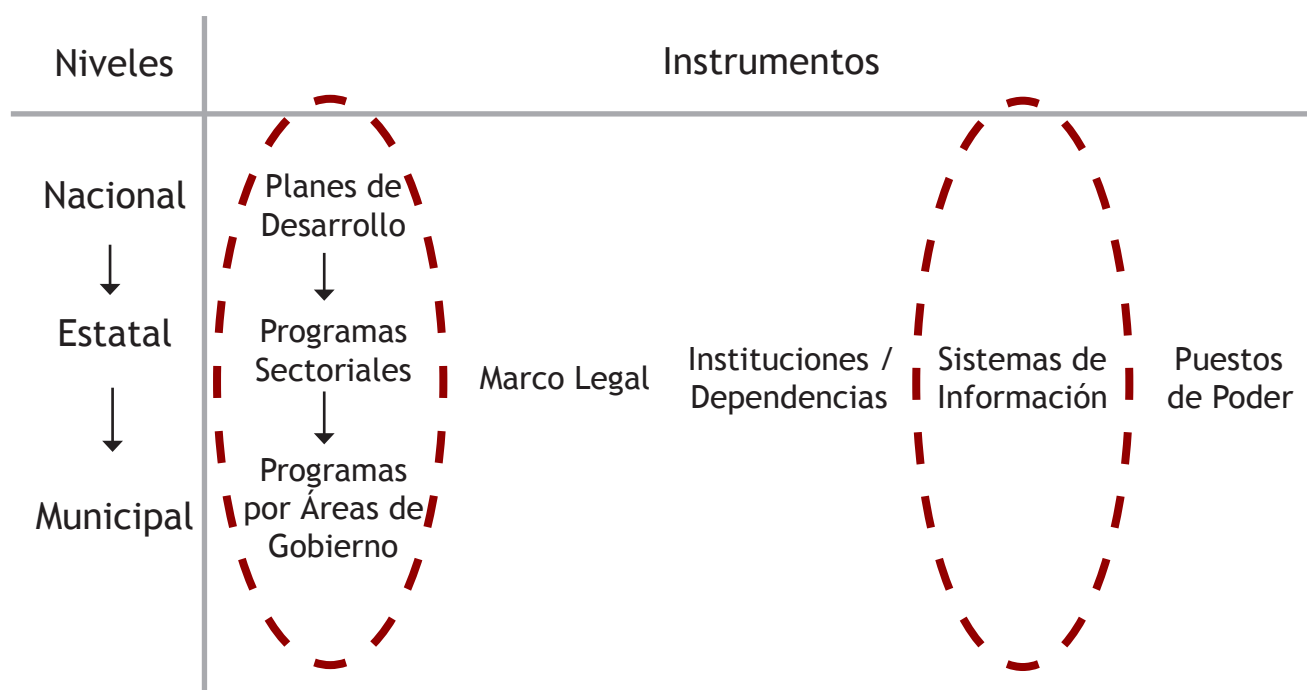 Niveles
Instrumentos
Nacional
Estatal
Municipal
Planes de
Desarrollo
Programas
Sectoriales
Programas
por Áreas de
Gobierno
Marco Legal
Instituciones /
Dependencias
Sistemas de
Información
Puestos
de Poder